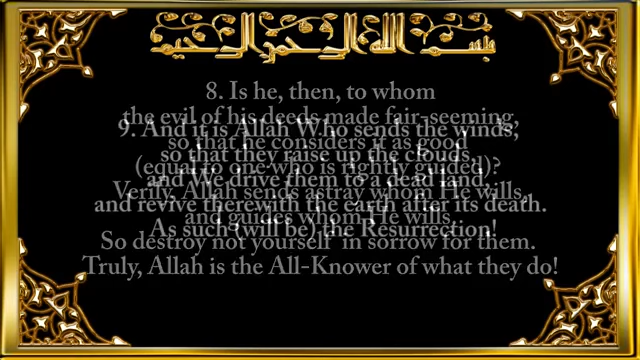 بسم الله الرحمن الرحيم
8. Is he, then, to whom
the evil of his deeds made fair-seeming,
so that he considers it as good
(equal to one who is rightly guided)?
Verily, Allah sends astray whom He wills,
and guides whom He wills.
So destroy not yourself in sorrow for them.
Truly, Allah is the All-Knower of what they do!
9. And it is Allah Who sends the winds,
so that they raise up the clouds,
and We drive them to a dead land,
and revive therewith the earth after its death.
As such (will be) the Resurrection!